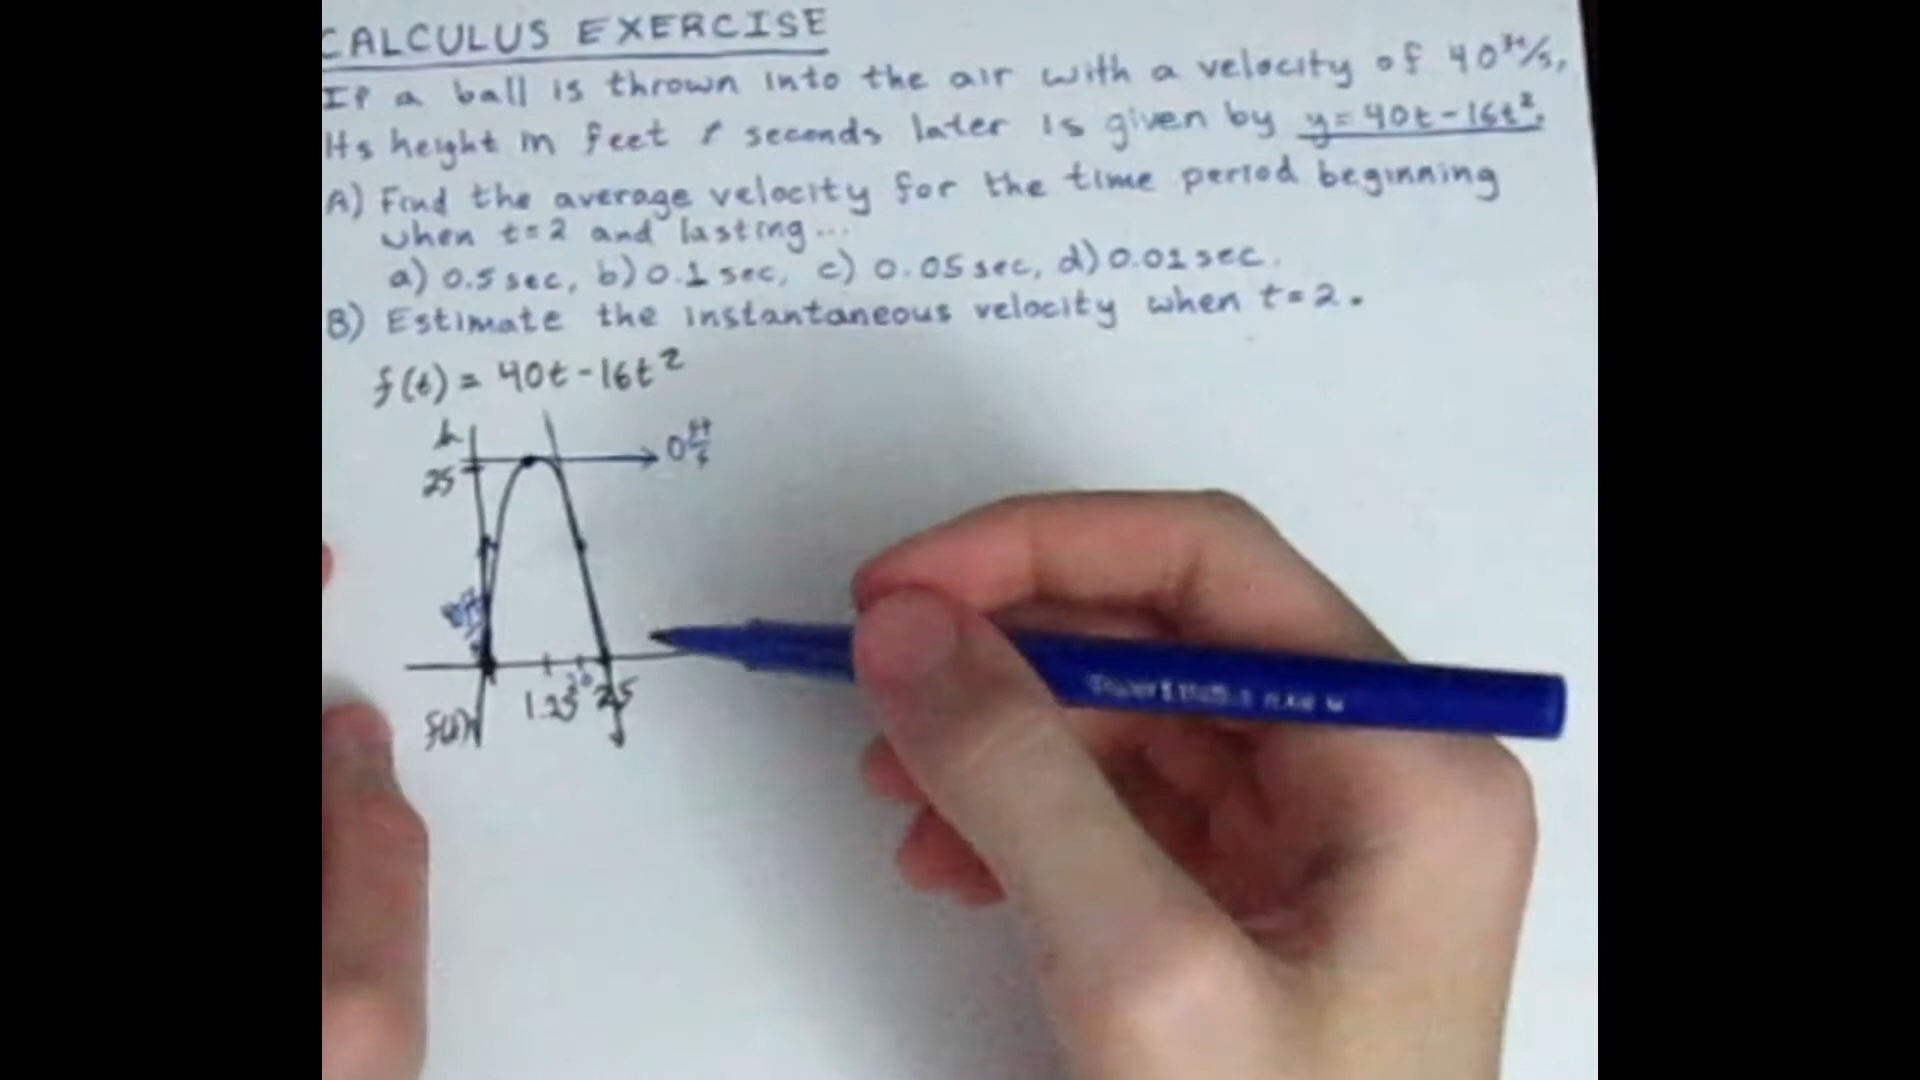 CALCULUS EXERCISE
If a ball is thrown into the air with a velocity of 40 ft/s,
its height in feet t seconds later is given by y = 40t - 16t².
A) Find the average velocity for the time period beginning
when t=2 and lasting...
a) 0.5 sec, b) 0.1 sec, c) 0.05 sec, d) 0.01 sec.
B) Estimate the instantaneous velocity when t=2.
f(t) = 40t - 16t²
h
0 ft/s
25
1.25 2.5
f(t)